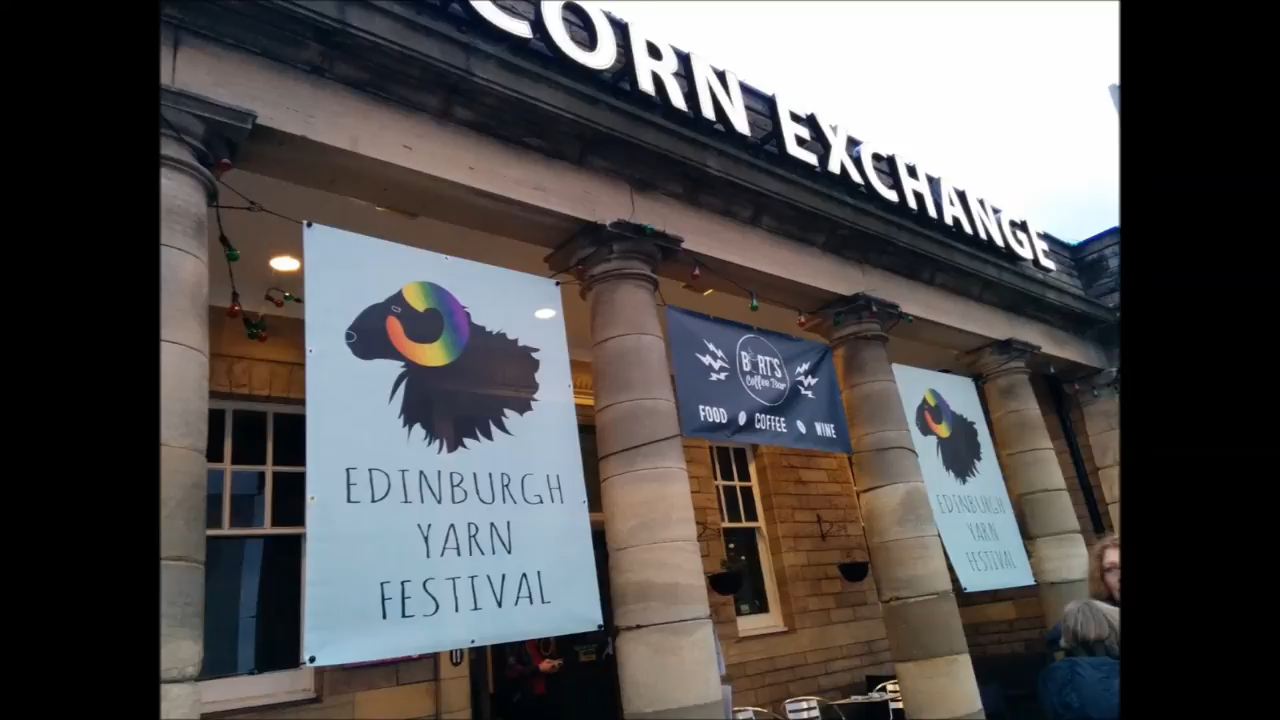 CORN EXCHANGE
EDINBURGH
YARN
FESTIVAL
BERT'S
Coffee Bar
FOOD COFFEE WINE
EDINBURGH
YARN
FESTIVAL